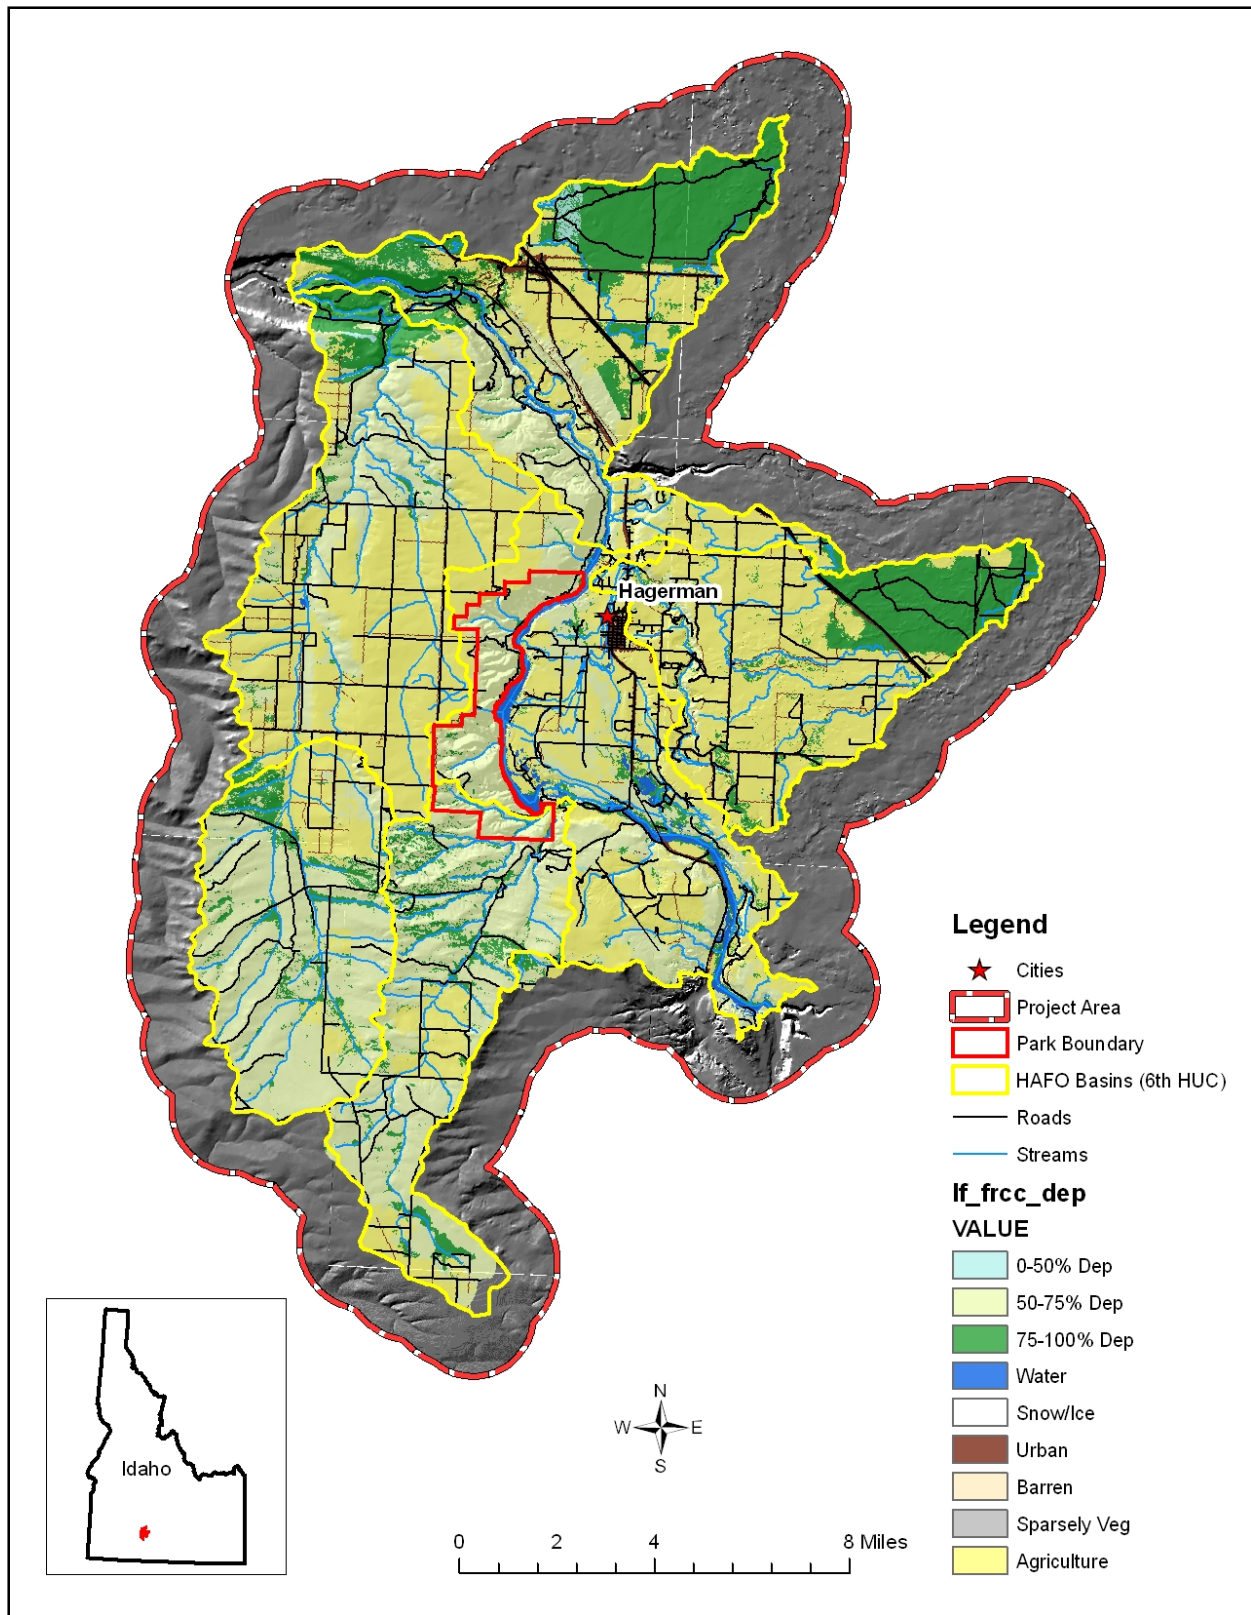 Hagerman
Legend
Cities
Project Area
Park Boundary
HAFO Basins (6th HUC)
Roads
Streams
lf_frcc_dep
VALUE
0-50% Dep
50-75% Dep
75-100% Dep
Water
Snow/Ice
Urban
Barren
Sparsely Veg
Agriculture
Idaho
N
W E
S
0 2 4 8 Miles